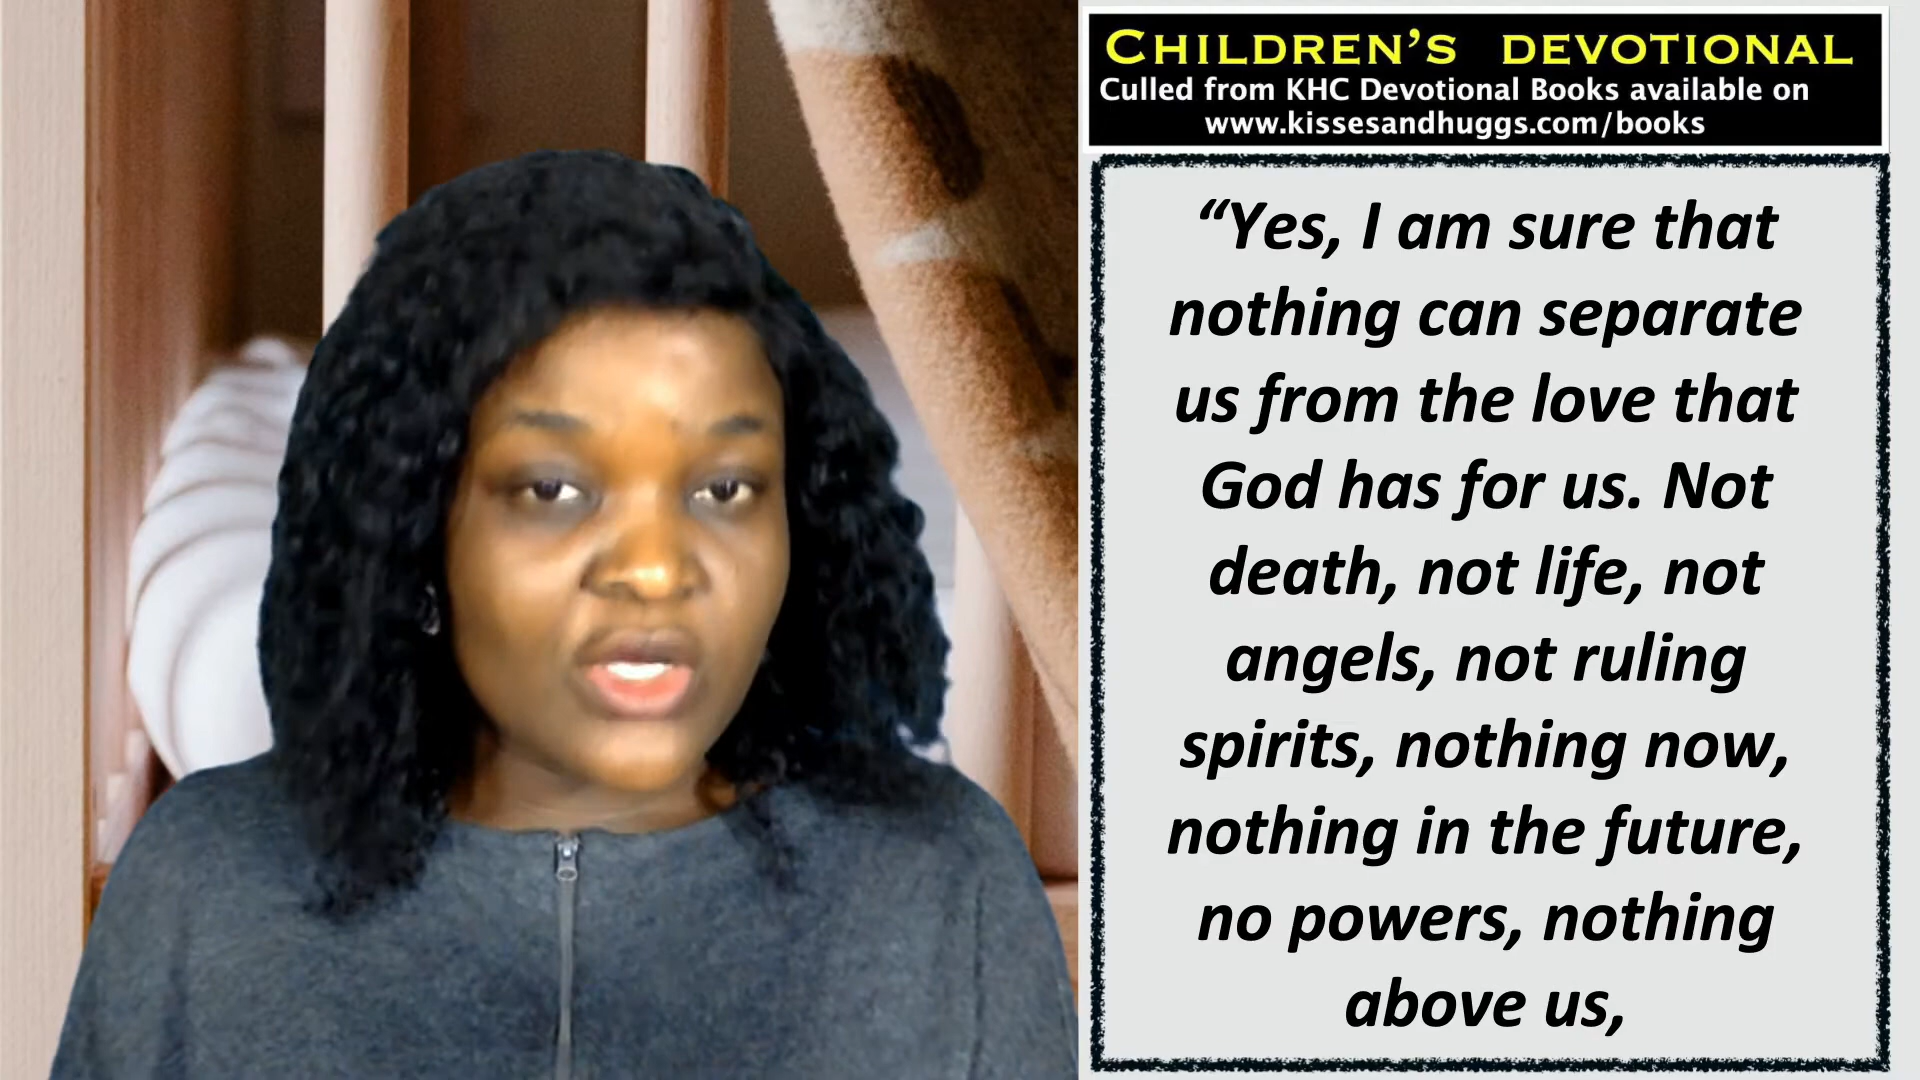 CHILDREN'S DEVOTIONAL
Culled from KHC Devotional Books available on
www.kissesandhuggs.com/books
“Yes, I am sure that
nothing can separate
us from the love that
God has for us. Not
death, not life, not
angels, not ruling
spirits, nothing now,
nothing in the future,
no powers, nothing
above us,